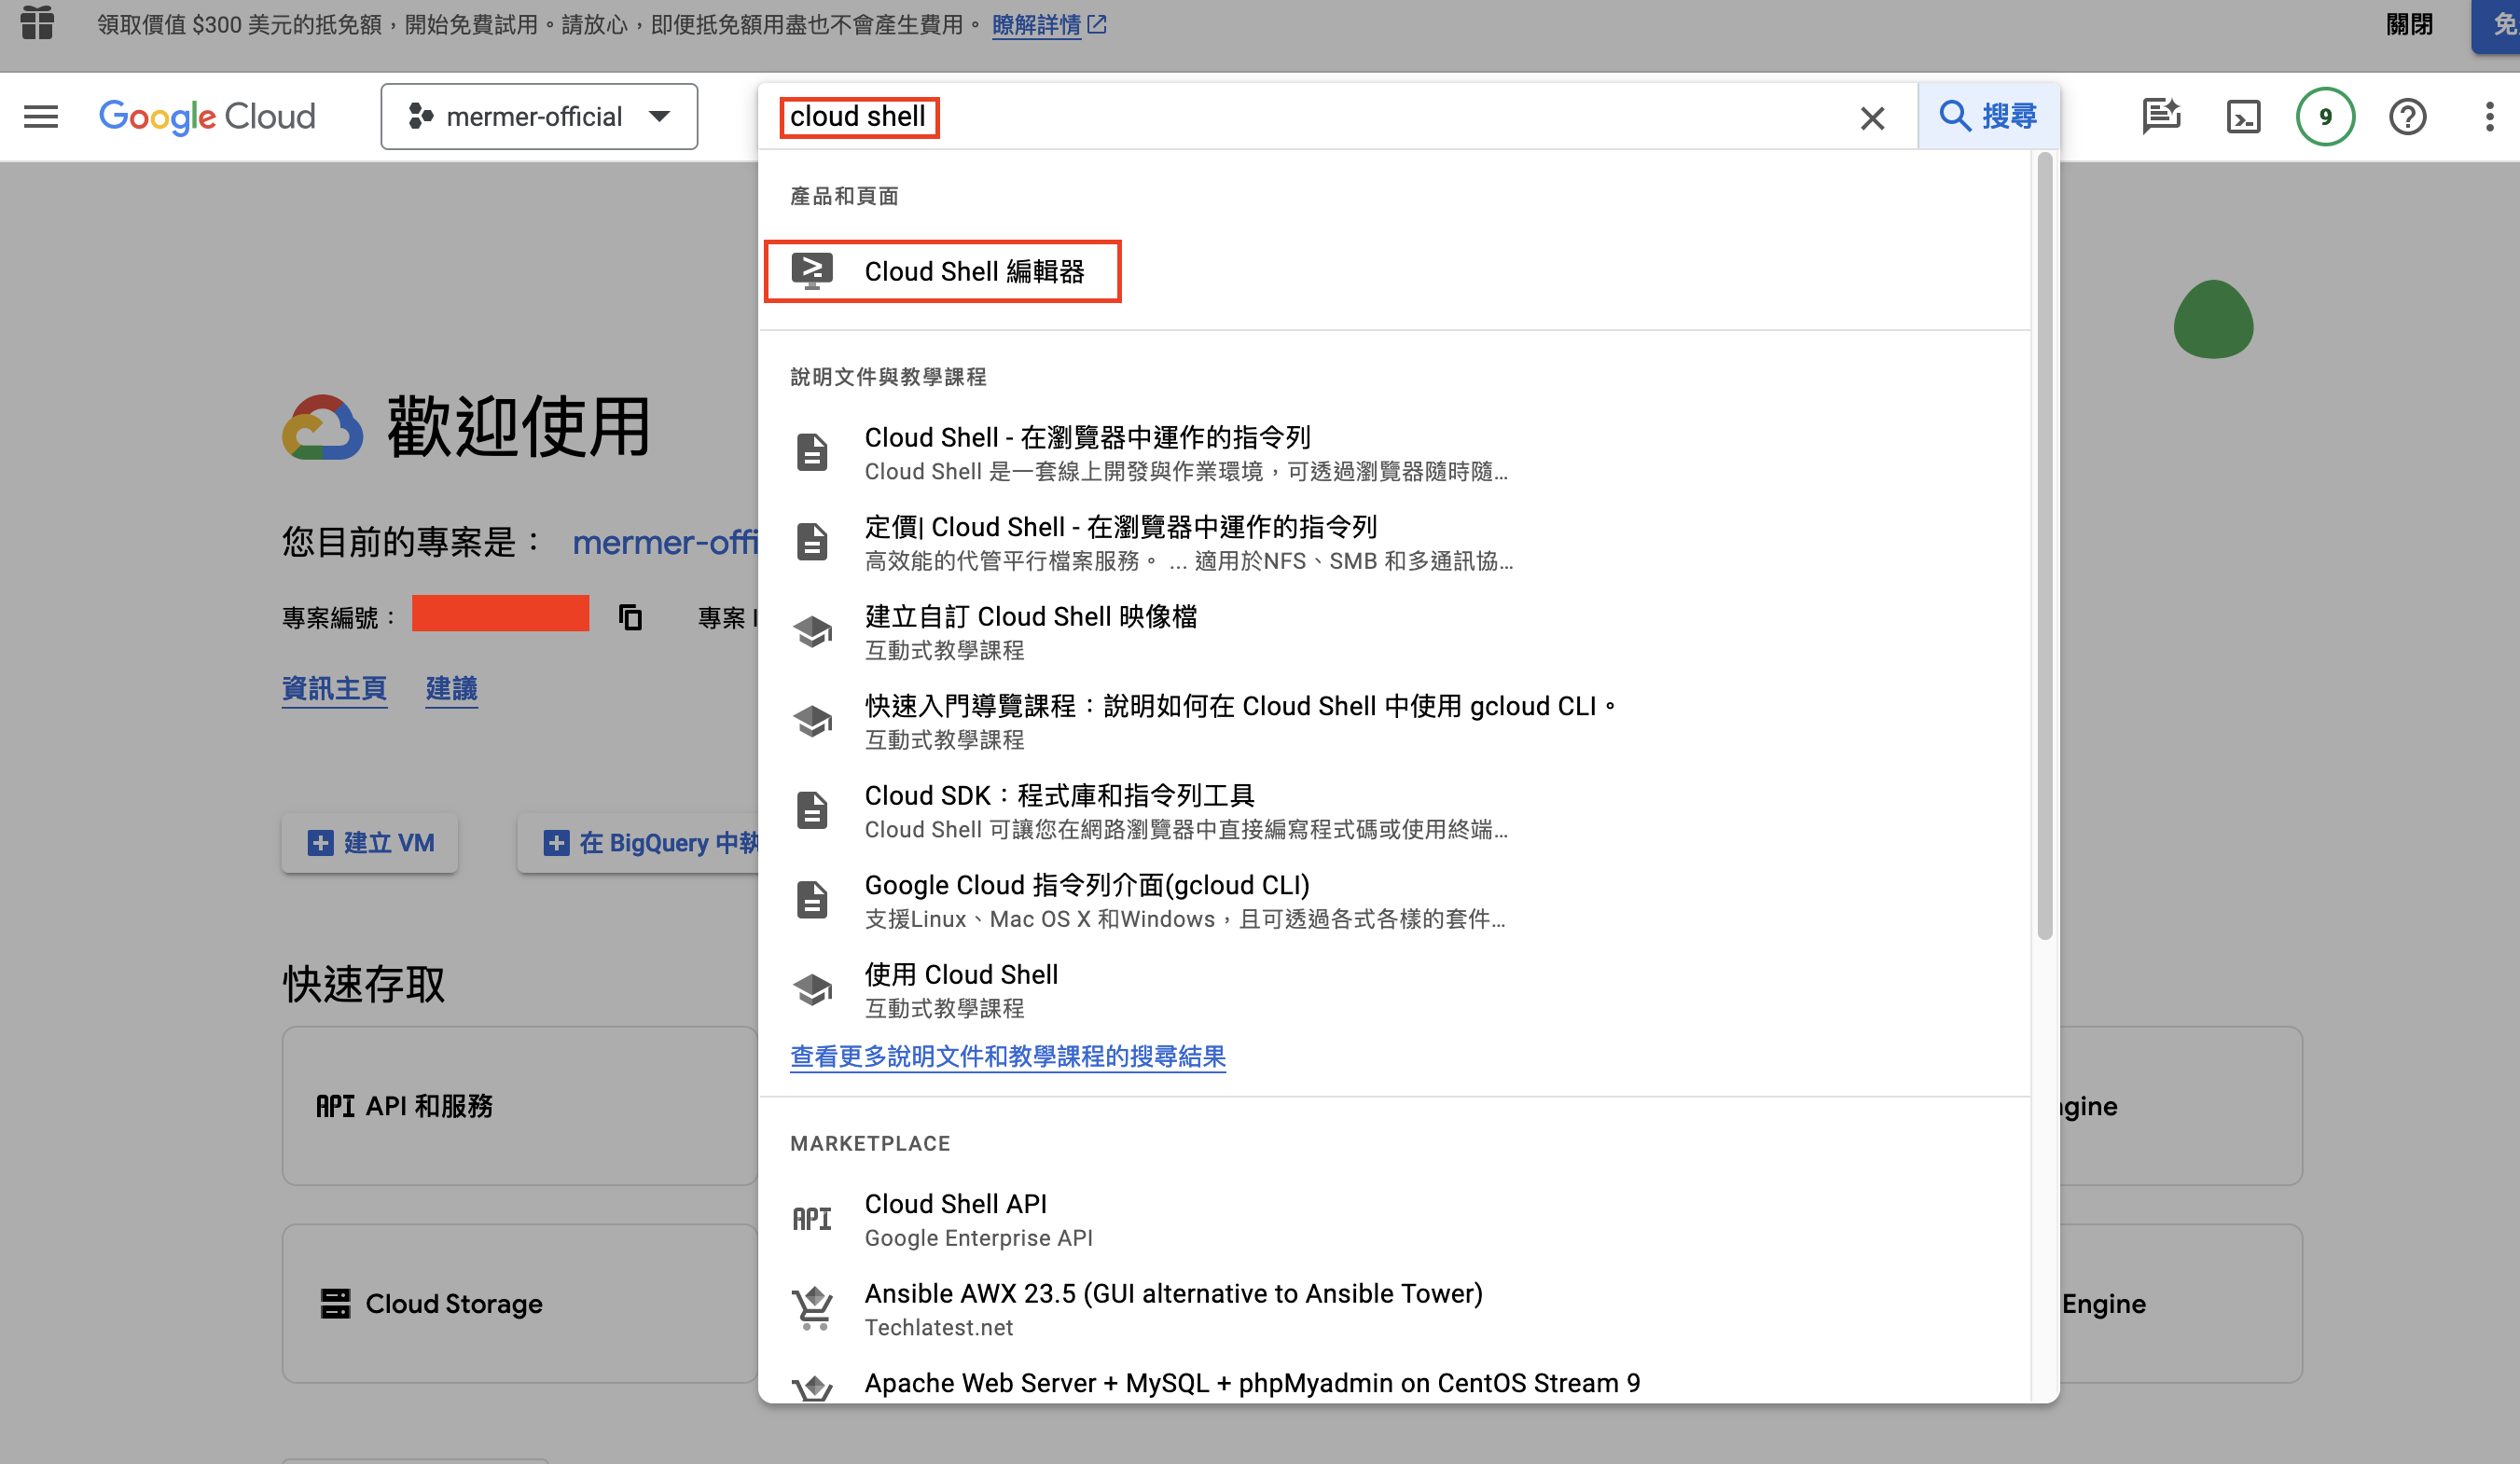 領取價值 $300 美元的抵免額，開始免費試用。請放心，即便抵免額用盡也不會產生費用。 瞭解詳情
關閉
免
Google Cloud
mermer-official
cloud shell
搜尋
9
產品和頁面
Cloud Shell 編輯器
說明文件與教學課程
Cloud Shell - 在瀏覽器中運作的指令列
Cloud Shell 是一套線上開發與作業環境，可透過瀏覽器隨時隨...
定價| Cloud Shell - 在瀏覽器中運作的指令列
高效能的代管平行檔案服務。 ... 適用於NFS、SMB 和多通訊協...
建立自訂 Cloud Shell 映像檔
互動式教學課程
快速入門導覽課程：說明如何在 Cloud Shell 中使用 gcloud CLI。
互動式教學課程
Cloud SDK：程式庫和指令列工具
Cloud Shell 可讓您在網路瀏覽器中直接編寫程式碼或使用終端...
Google Cloud 指令列介面(gcloud CLI)
支援Linux、Mac OS X 和Windows，且可透過各式各樣的套件...
使用 Cloud Shell
互動式教學課程
查看更多說明文件和教學課程的搜尋結果
MARKETPLACE
API Cloud Shell API
Google Enterprise API
Ansible AWX 23.5 (GUI alternative to Ansible Tower)
Techlatest.net
Apache Web Server + MySQL + phpMyadmin on CentOS Stream 9
歡迎使用
您目前的專案是： mermer-offi
專案編號： 專案 I
資訊主頁 建議
建立 VM 在 BigQuery 中執
快速存取
API API 和服務
gine
Cloud Storage
Engine